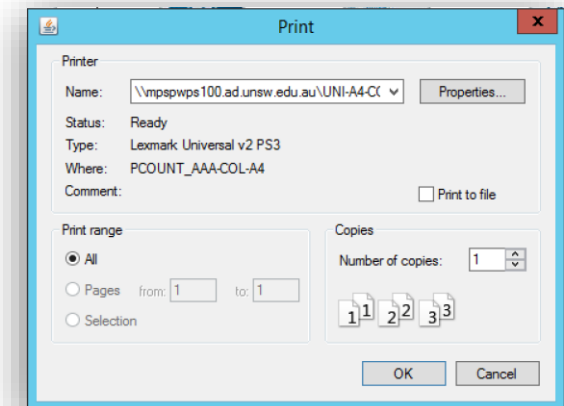 Print
x
Printer
Name: \\mpspwps100.ad.unsw.edu.au\UNI-A4-CC Properties...
Status: Ready
Type: Lexmark Universal v2 PS3
Where: PCOUNT_AAA-COL-A4
Comment: Print to file
Print range
All
Pages from: 1 to: 1
Selection
Copies
Number of copies: 1
1 1 2 2 3 3
OK Cancel